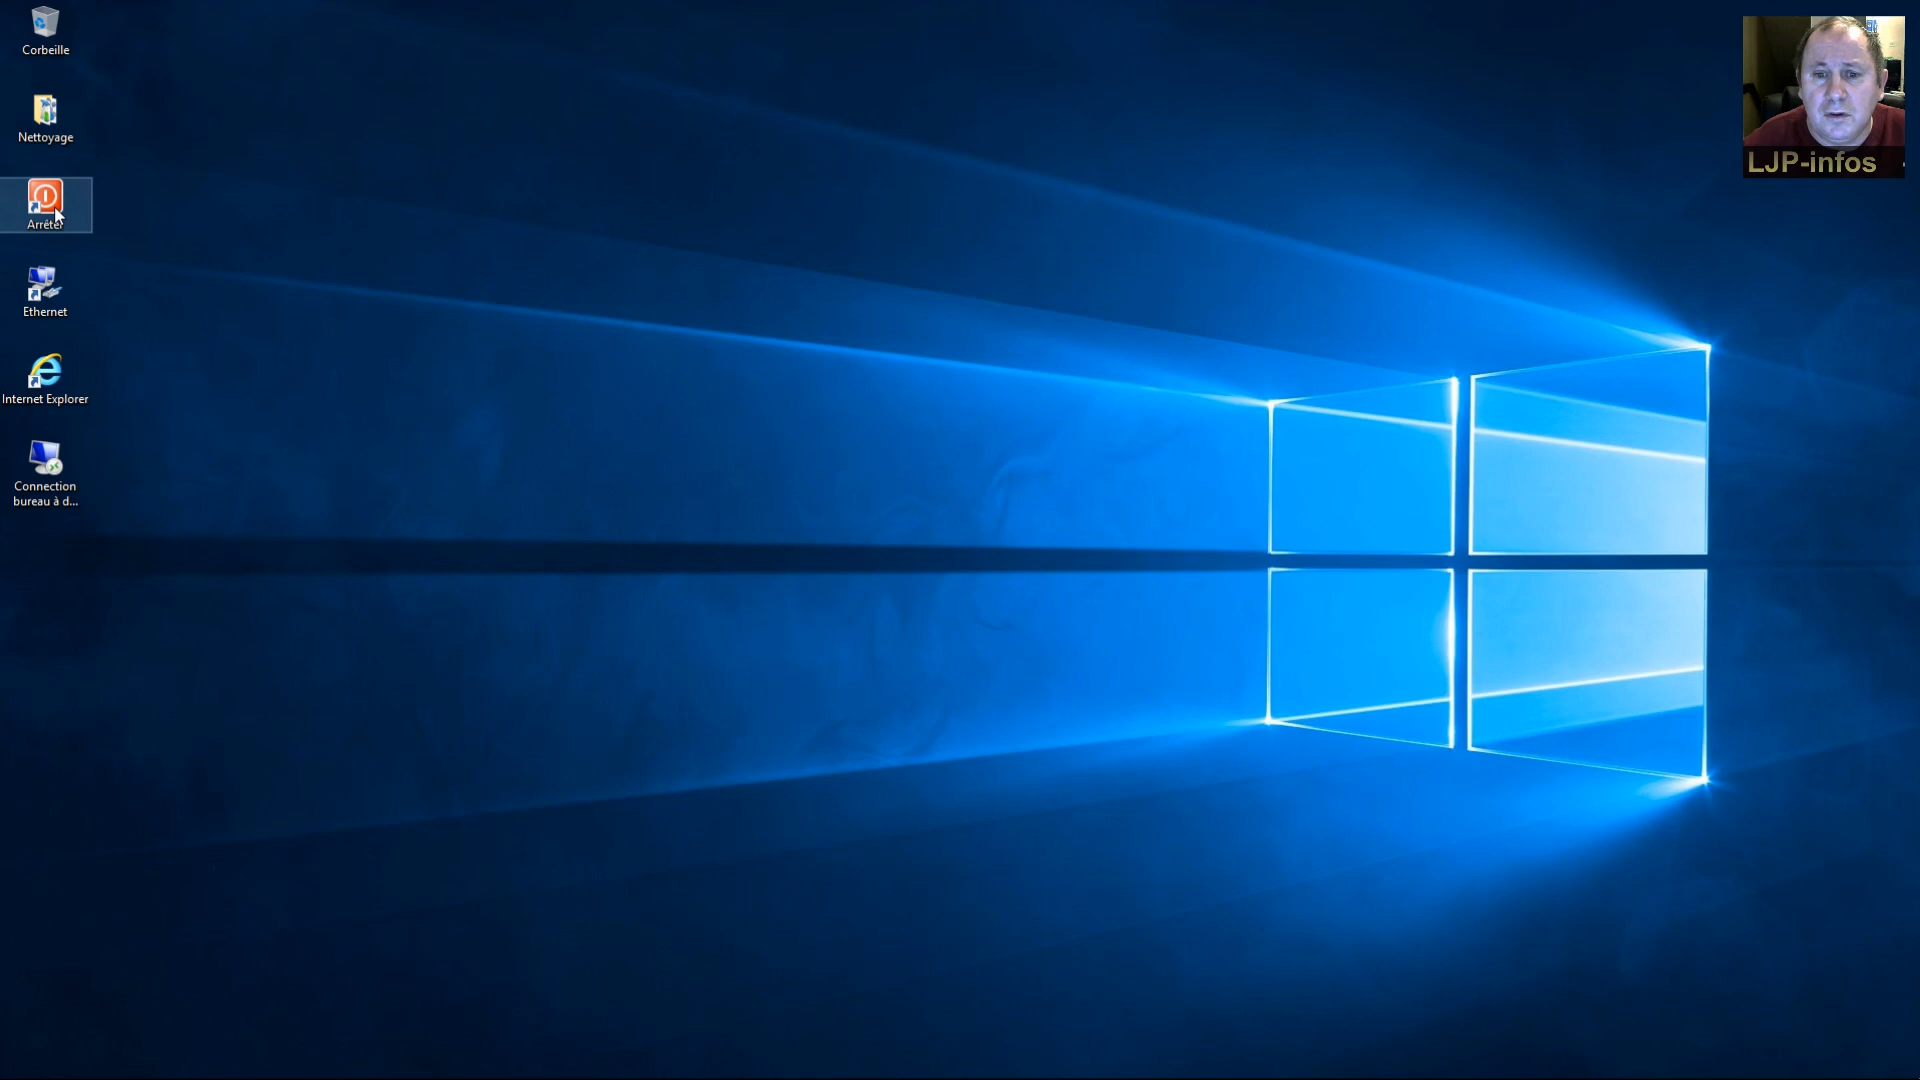 Corbeille
Nettoyage
Arrêter
Ethernet
Internet Explorer
Connection
bureau à d...
LJP-infos